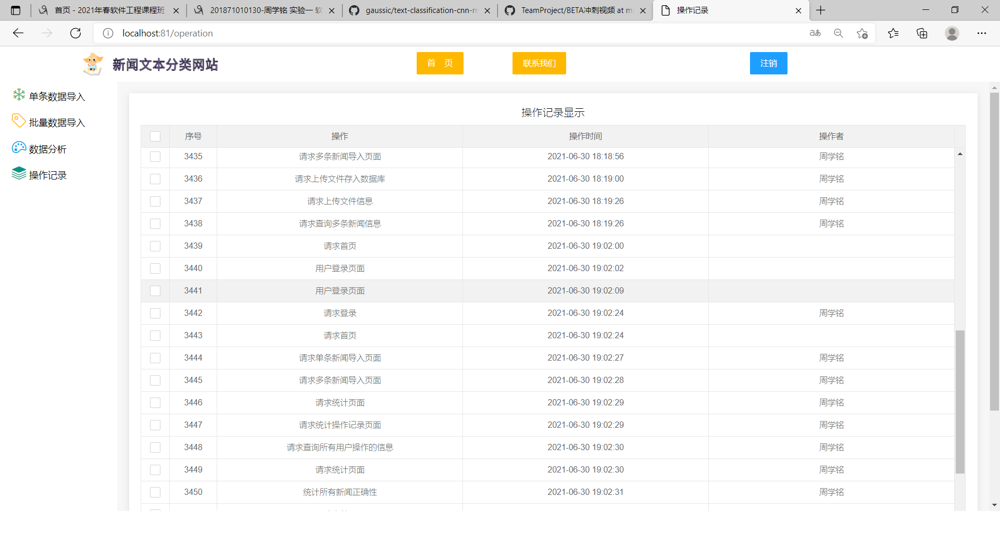 首页 - 2021年春软件工程课程班
201871010130-周学铭 实验一 软
gaussic/text-classification-cnn-rn
TeamProject/BETA冲刺视频 at ma
操作记录
localhost:81/operation
新闻文本分类网站
首 页
联系我们
注销
单条数据导入
批量数据导入
数据分析
操作记录
操作记录显示
序号 操作 操作时间 操作者
3435 请求多条新闻导入页面 2021-06-30 18:18:56 周学铭
3436 请求上传文件存入数据库 2021-06-30 18:19:00 周学铭
3437 请求上传文件信息 2021-06-30 18:19:26 周学铭
3438 请求查询多条新闻信息 2021-06-30 18:19:26 周学铭
3439 请求首页 2021-06-30 19:02:00
3440 用户登录页面 2021-06-30 19:02:02
3441 用户登录页面 2021-06-30 19:02:09
3442 请求登录 2021-06-30 19:02:24 周学铭
3443 请求首页 2021-06-30 19:02:24
3444 请求单条新闻导入页面 2021-06-30 19:02:27 周学铭
3445 请求多条新闻导入页面 2021-06-30 19:02:28 周学铭
3446 请求统计页面 2021-06-30 19:02:29 周学铭
3447 请求统计操作记录页面 2021-06-30 19:02:29 周学铭
3448 请求查询所有用户操作的信息 2021-06-30 19:02:30 周学铭
3449 请求统计页面 2021-06-30 19:02:30 周学铭
3450 统计所有新闻正确性 2021-06-30 19:02:31 周学铭